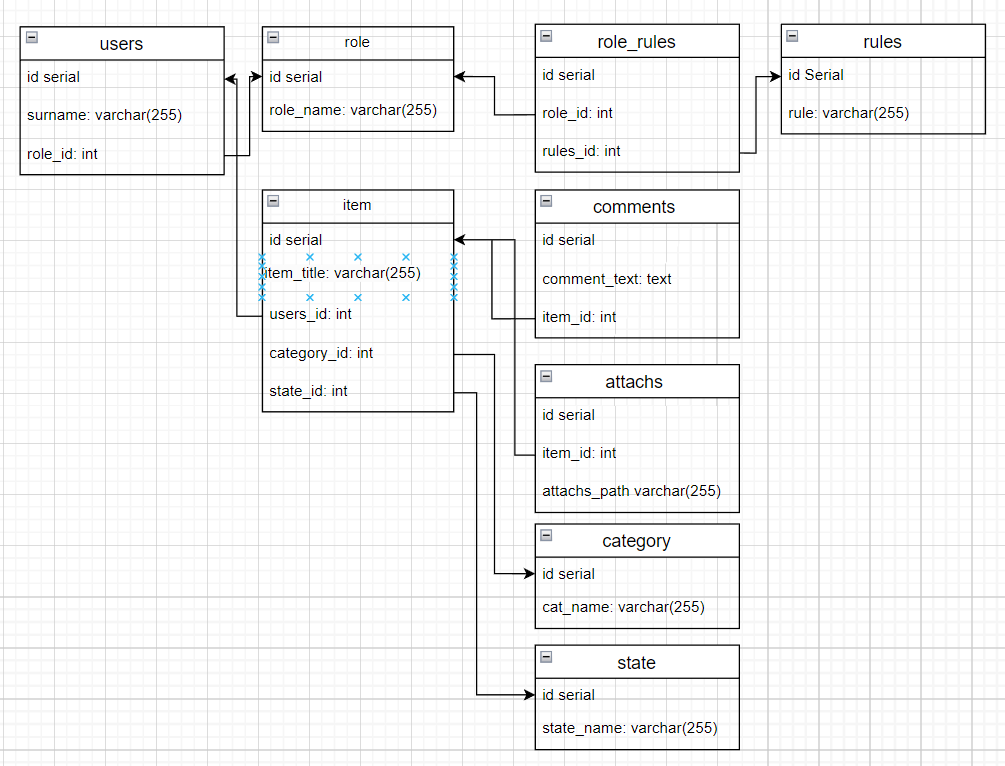 users
id serial
surname: varchar(255)
role_id: int
role
id serial
role_name: varchar(255)
role_rules
id serial
role_id: int
rules_id: int
rules
id Serial
rule: varchar(255)
item
id serial
item_title: varchar(255)
users_id: int
category_id: int
state_id: int
comments
id serial
comment_text: text
item_id: int
attachs
id serial
item_id: int
attachs_path varchar(255)
category
id serial
cat_name: varchar(255)
state
id serial
state_name: varchar(255)